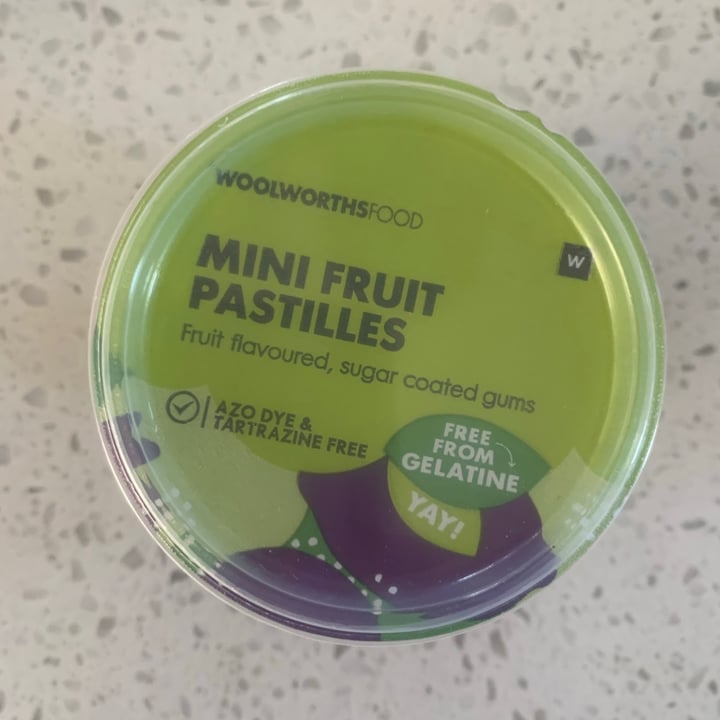 WOOLWORTHSFOOD
W
MINI FRUIT
PASTILLES
Fruit flavoured, sugar coated gums
AZO DYE &
TARTRAZINE FREE
FREE
FROM
GELATINE
YAY!